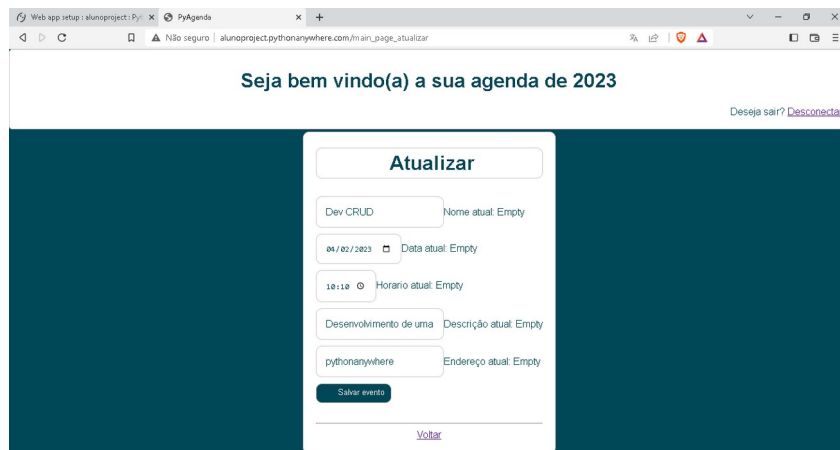 Web app setup : alunoproject : Pyt
PyAgenda
Não seguro | alunoproject.pythonanywhere.com/main_page_atualizar
Seja bem vindo(a) a sua agenda de 2023
Deseja sair? Desconectar
Atualizar
Dev CRUD Nome atual: Empty
04/02/2023 Data atual: Empty
10:10 Horario atual: Empty
Desenvolvimento de uma Descrição atual: Empty
pythonanywhere Endereço atual: Empty
Salvar evento
Voltar